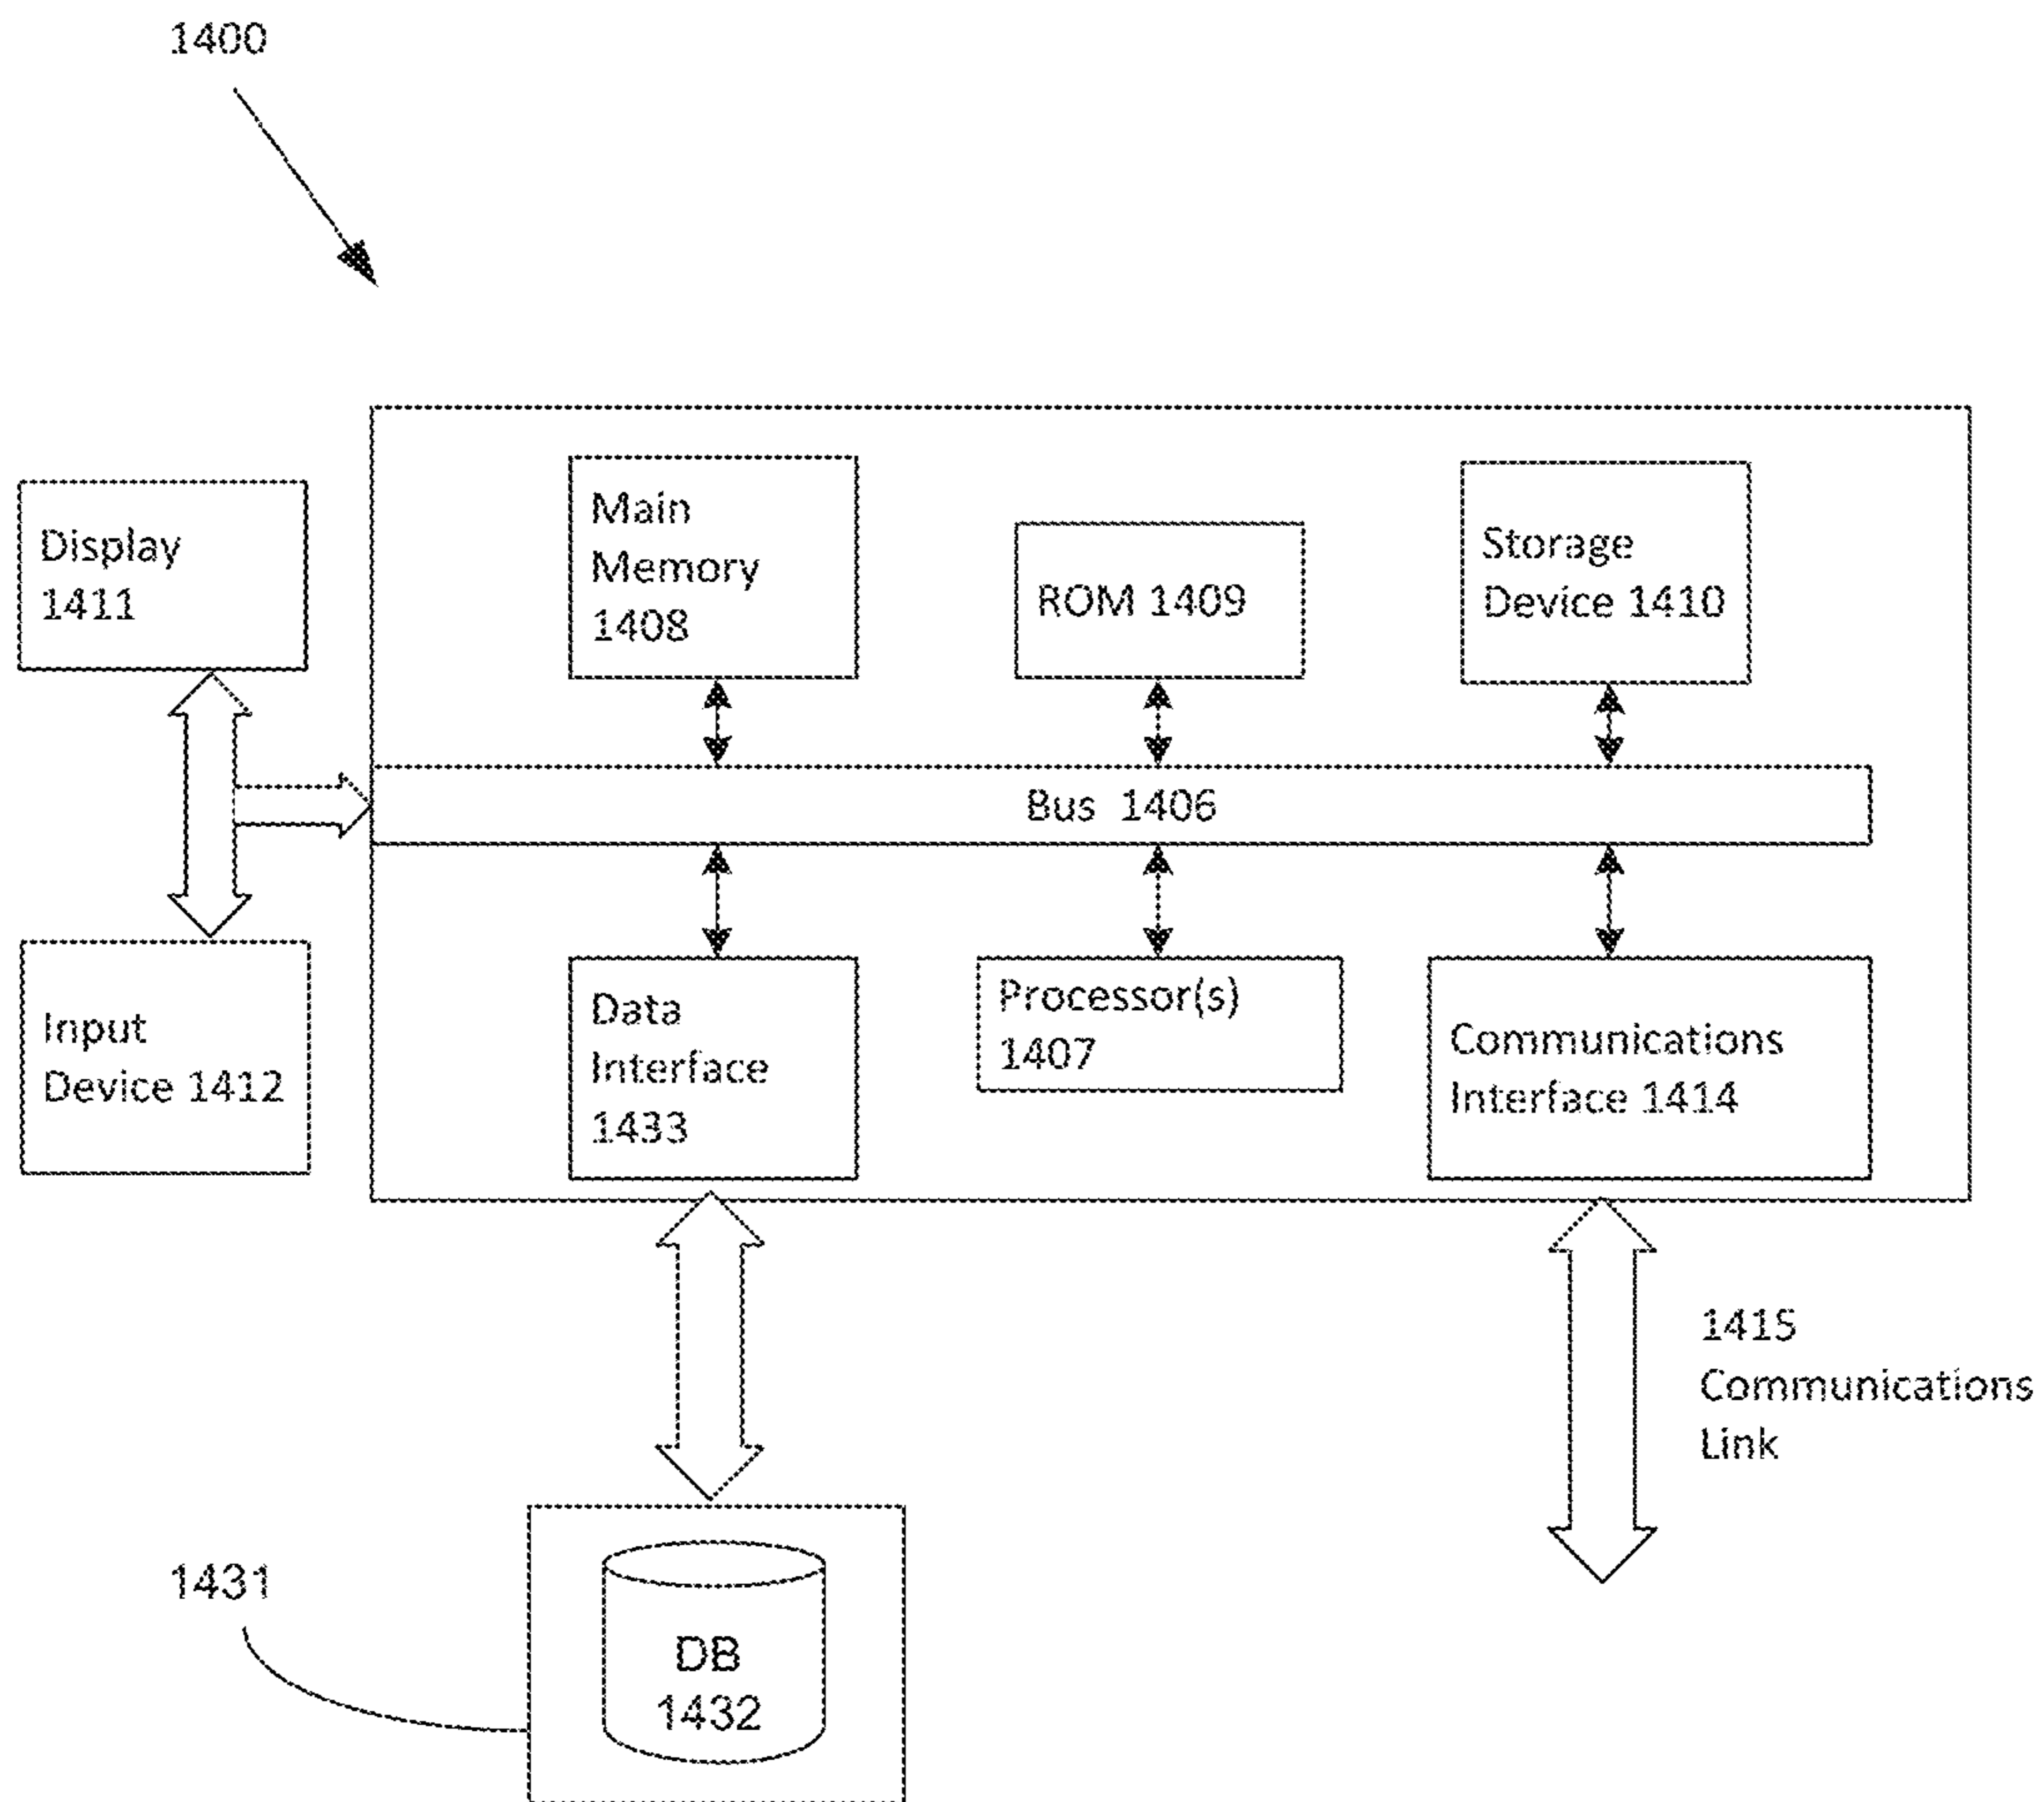 1400
Display
1411
Main
Memory
1408
ROM 1409
Storage
Device 1410
Bus  1406
Input
Device 1412
Data
Interface
1433
Processor(s)
1407
Communications
Interface 1414
1415
Communications
Link
1431
DB
1432